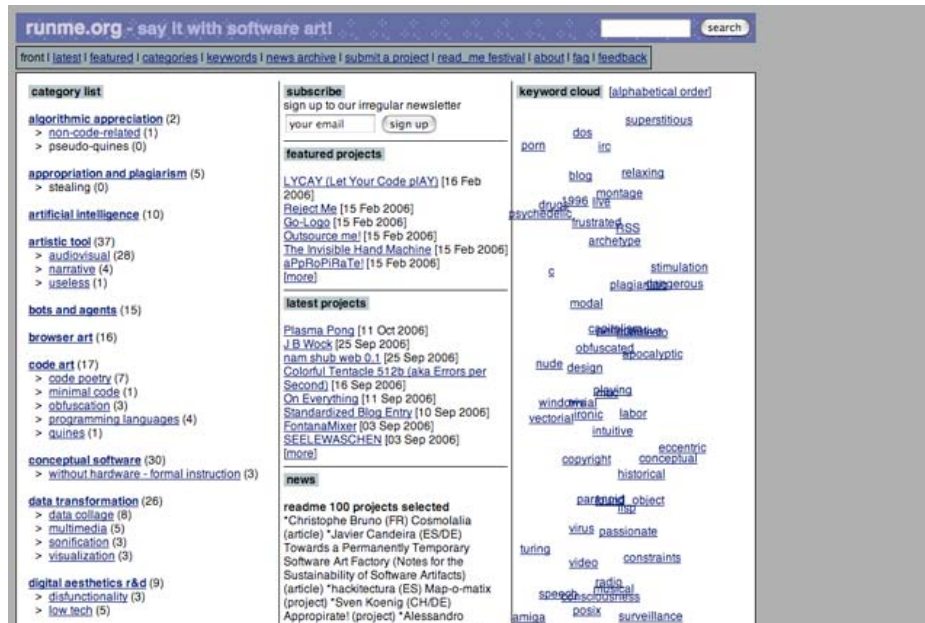 runme.org - say it with software art!
search
front | latest | featured | categories | keywords | news archive | submit a project | read_me festival | about | faq | feedback
category list
algorithmic appreciation (2)
> non-code-related (1)
> pseudo-quines (0)
appropriation and plagiarism (5)
> stealing (0)
artificial intelligence (10)
artistic tool (37)
> audiovisual (28)
> narrative (4)
> useless (1)
bots and agents (15)
browser art (16)
code art (17)
> code poetry (7)
> minimal code (1)
> obfuscation (3)
> programming languages (4)
> quines (1)
conceptual software (30)
> without hardware - formal instruction (3)
data transformation (26)
> data collage (8)
> multimedia (5)
> sonification (3)
> visualization (3)
digital aesthetics r&d (9)
> disfunctionality (3)
> low tech (5)
subscribe
sign up to our irregular newsletter
your email
sign up
featured projects
LYCAY (Let Your Code plAY) [16 Feb
2006]
Reject Me [15 Feb 2006]
Go-Logo [15 Feb 2006]
Outsource me! [15 Feb 2006]
The Invisible Hand Machine [15 Feb 2006]
aPpRoPiRaTe! [15 Feb 2006]
[more]
latest projects
Plasma Pong [11 Oct 2006]
J B Wock [25 Sep 2006]
nam shub web 0.1 [25 Sep 2006]
Colorful Tentacle 512b (aka Errors per
Second) [16 Sep 2006]
On Everything [11 Sep 2006]
Standardized Blog Entry [10 Sep 2006]
FontanaMixer [03 Sep 2006]
SEELEWASCHEN [03 Sep 2006]
[more]
news
readme 100 projects selected
*Christophe Bruno (FR) Cosmolalia
(article) *Javier Candeira (ES/DE)
Towards a Permanently Temporary
Software Art Factory (Notes for the
Sustainability of Software Artifacts)
(article) *hackitectura (ES) Map-o-matix
(project) *Sven Koenig (CH/DE)
Appropirate! (project) *Alessandro
keyword cloud [alphabetical order]
superstitious
dos
porn irc
blog relaxing
montage
drugs 1996 live
psychedelic
frustrated RSS
archetype
c stimulation
dangerous
modal
obfuscated apocalyptic
nude design
playing
vectorial ironic labor
intuitive
eccentric
copyright conceptual
historical
paranoid object
lisp
virus passionate
turing
video constraints
radio
speech musical
consciousness
amiga posix surveillance